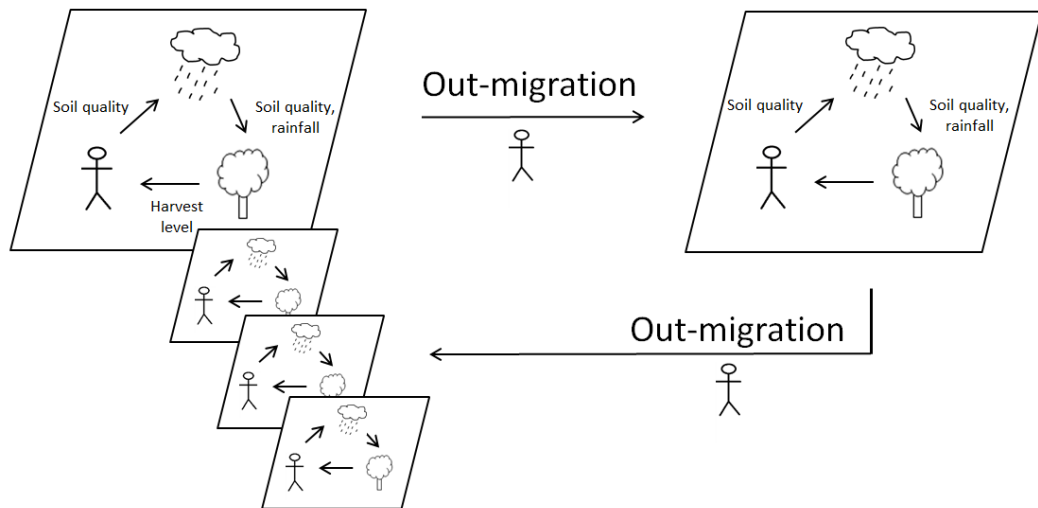 Soil quality
Soil quality,
rainfall
Harvest
level
Out-migration
Soil quality
Soil quality,
rainfall
Out-migration